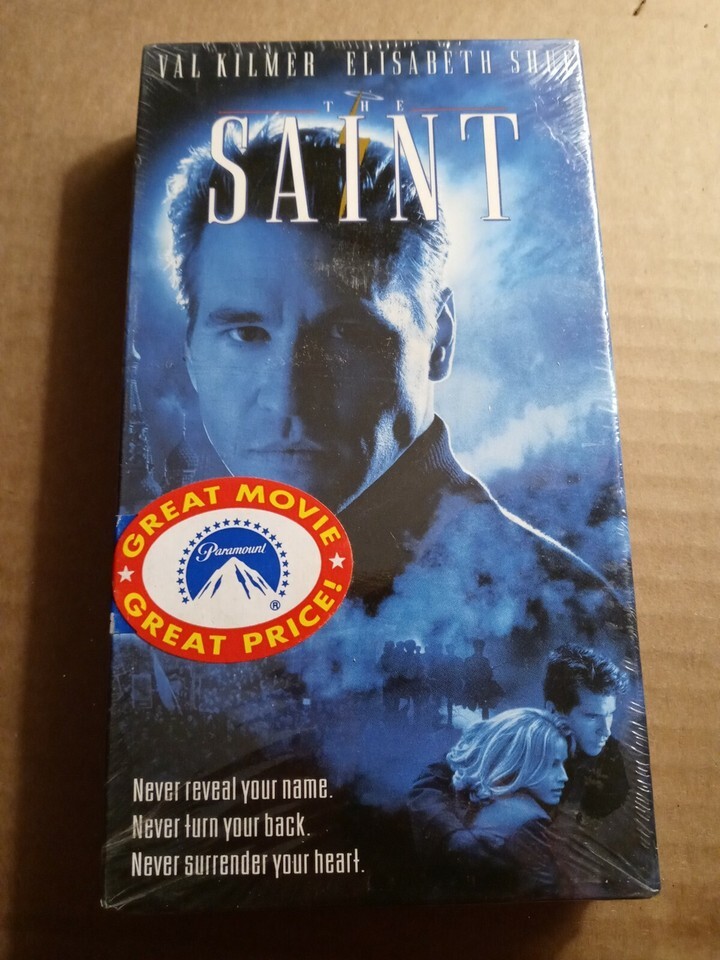 VAL KILMER ELISABETH SHUE
THE
SAINT
GREAT MOVIE
Paramount
®
GREAT PRICE!
Never reveal your name.
Never turn your back.
Never surrender your heart.